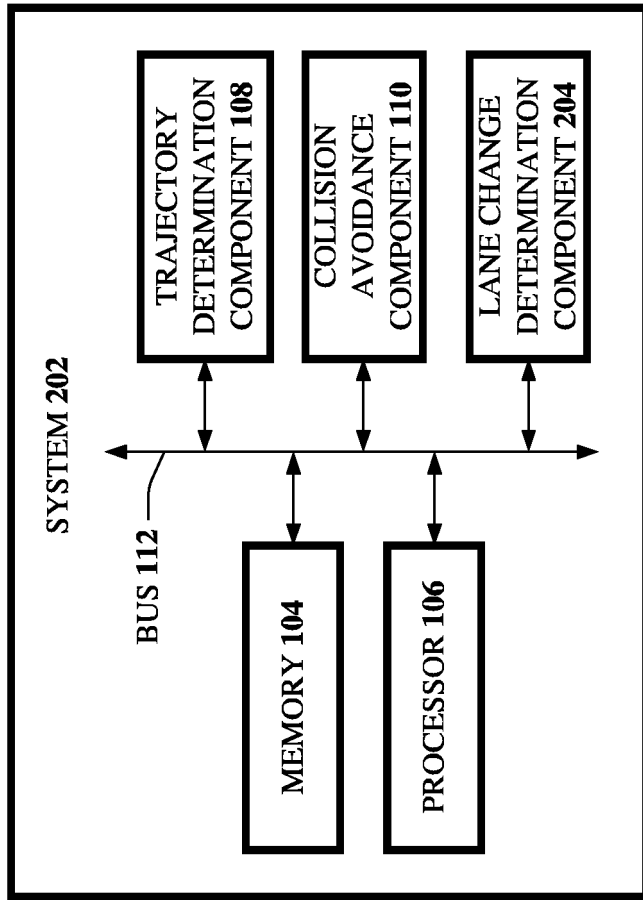 SYSTEM 202
BUS 112
MEMORY 104
PROCESSOR 106
TRAJECTORY
DETERMINATION
COMPONENT 108
COLLISION
AVOIDANCE
COMPONENT 110
LANE CHANGE
DETERMINATION
COMPONENT 204